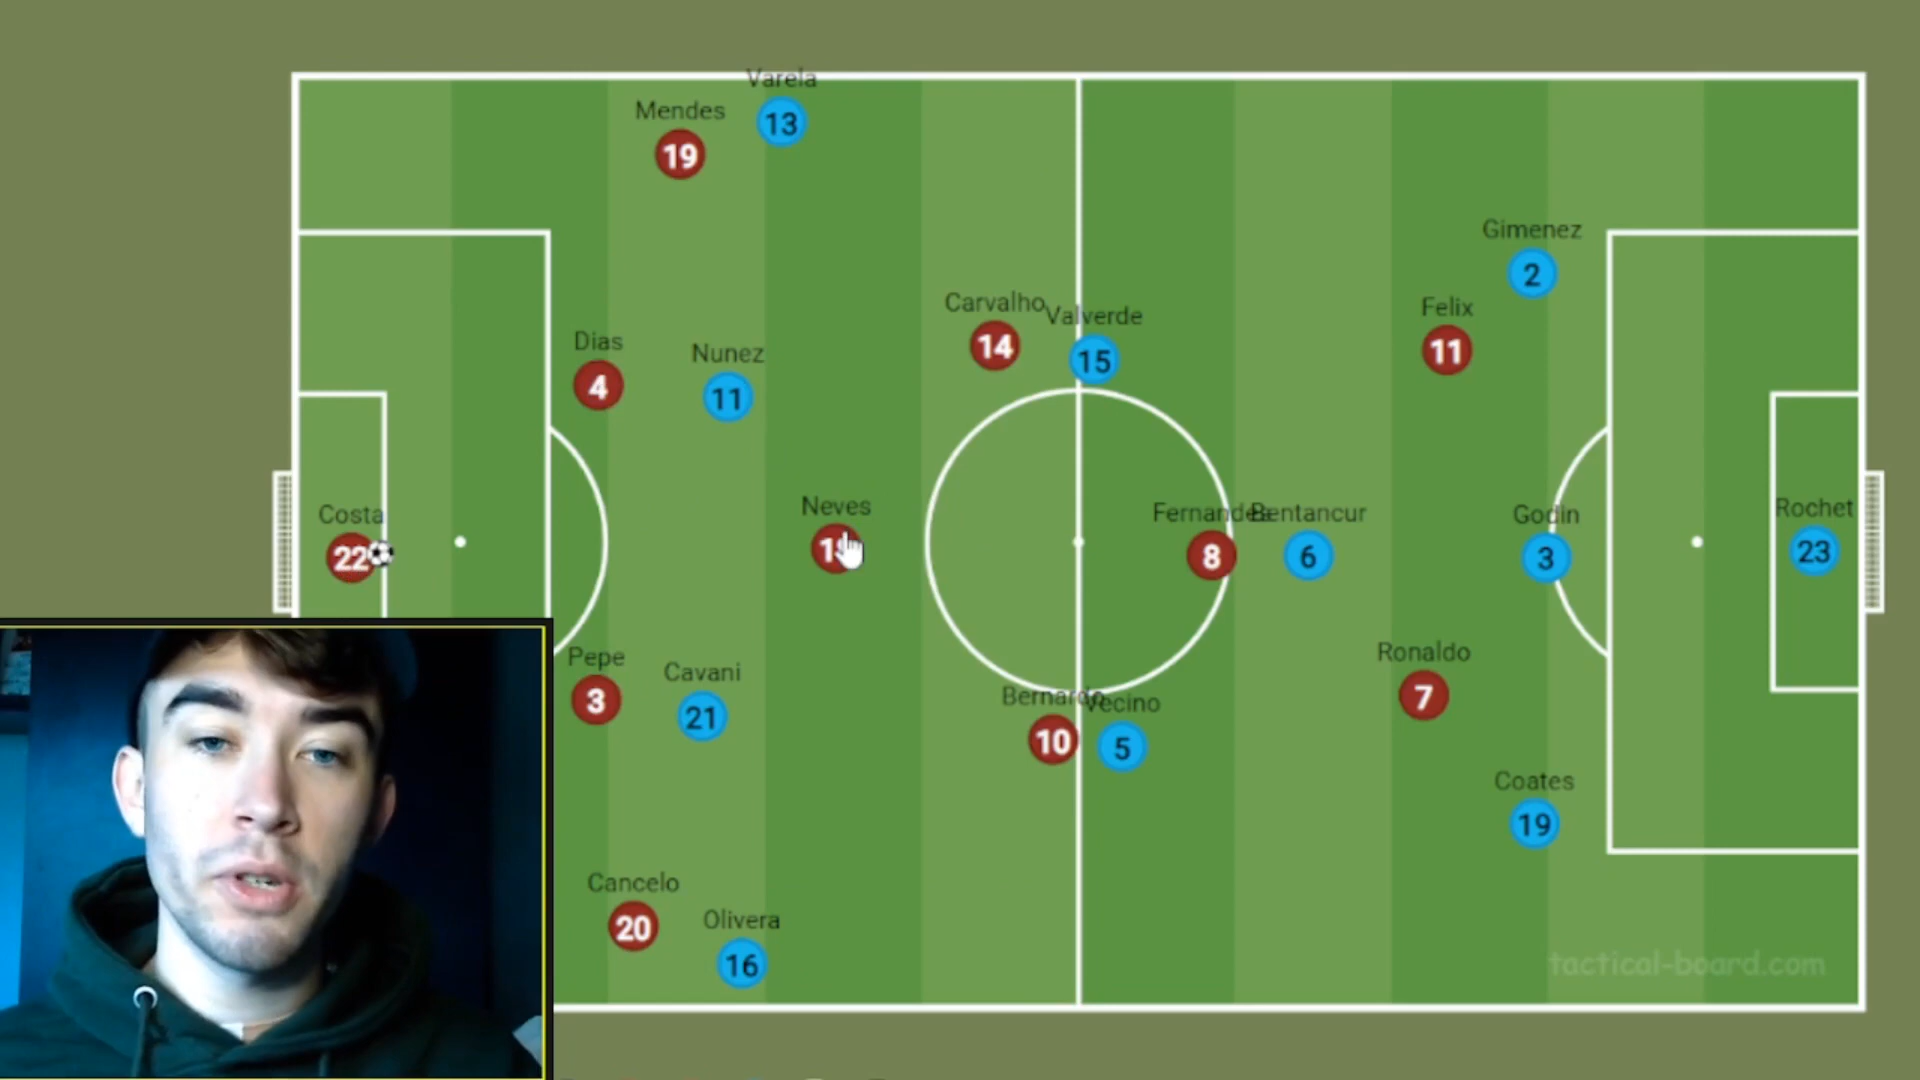 Varela
13
Mendes
19
Gimenez
2
Carvalho
14
Valverde
15
Felix
11
Dias
4
Nunez
11
Neves
Costa
22
Fernandes
8
Bentancur
6
Godin
3
Rochet
23
Pepe
3
Cavani
21
Bernardo
10
Vecino
5
Ronaldo
7
Coates
19
Cancelo
20
Olivera
16
tactical-board.com